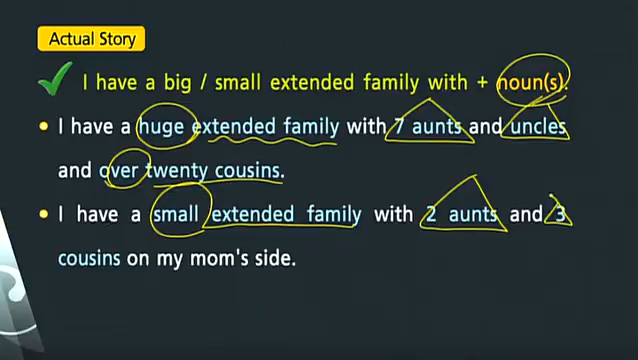 Actual Story
I have a big / small extended family with + noun(s).
• I have a huge extended family with 7 aunts and uncles
and over twenty cousins.
• I have a small extended family with 2 aunts and 3
cousins on my mom's side.